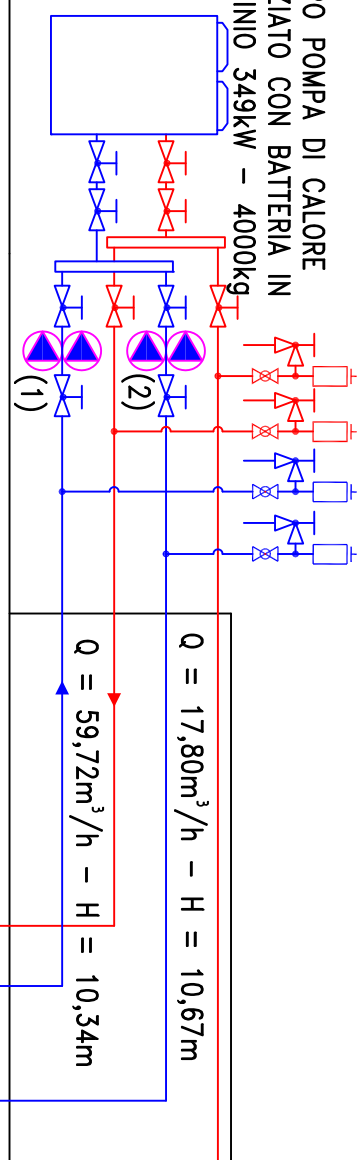 O POMPA DI CALORE
ZIATO CON BATTERIA IN
INIO 349kW - 4000kg
(2)
(1)
Q = 17,80m³/h - H = 10,67m
Q = 59,72m³/h - H = 10,34m